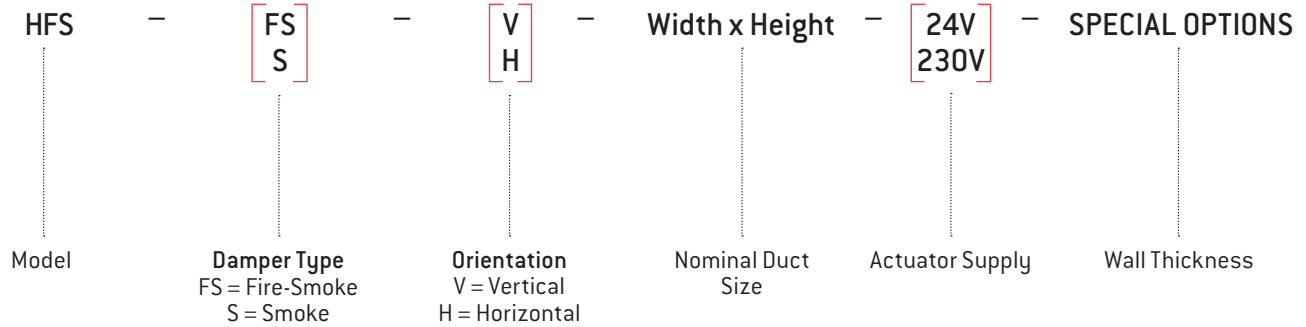 HFS – FS – V – Width x Height – 24V – SPECIAL OPTIONS
S H 230V
Model Damper Type Orientation Nominal Duct Actuator Supply Wall Thickness
FS = Fire-Smoke V = Vertical Size
S = Smoke H = Horizontal